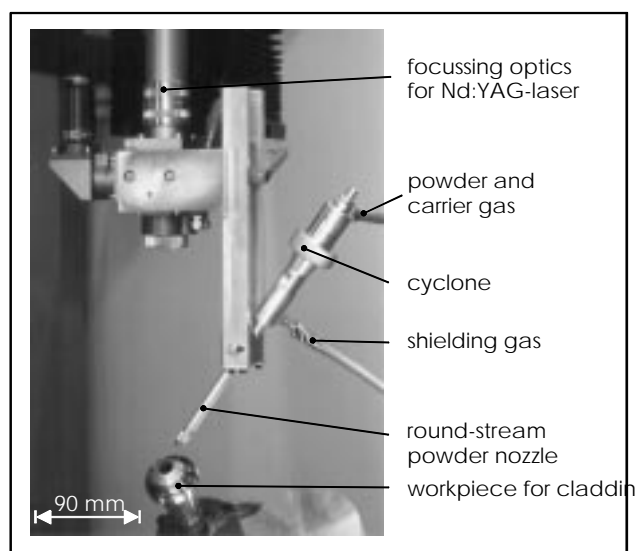 focussing optics
for Nd:YAG-laser
powder and
carrier gas
cyclone
shielding gas
round-stream
powder nozzle
workpiece for claddin
90 mm